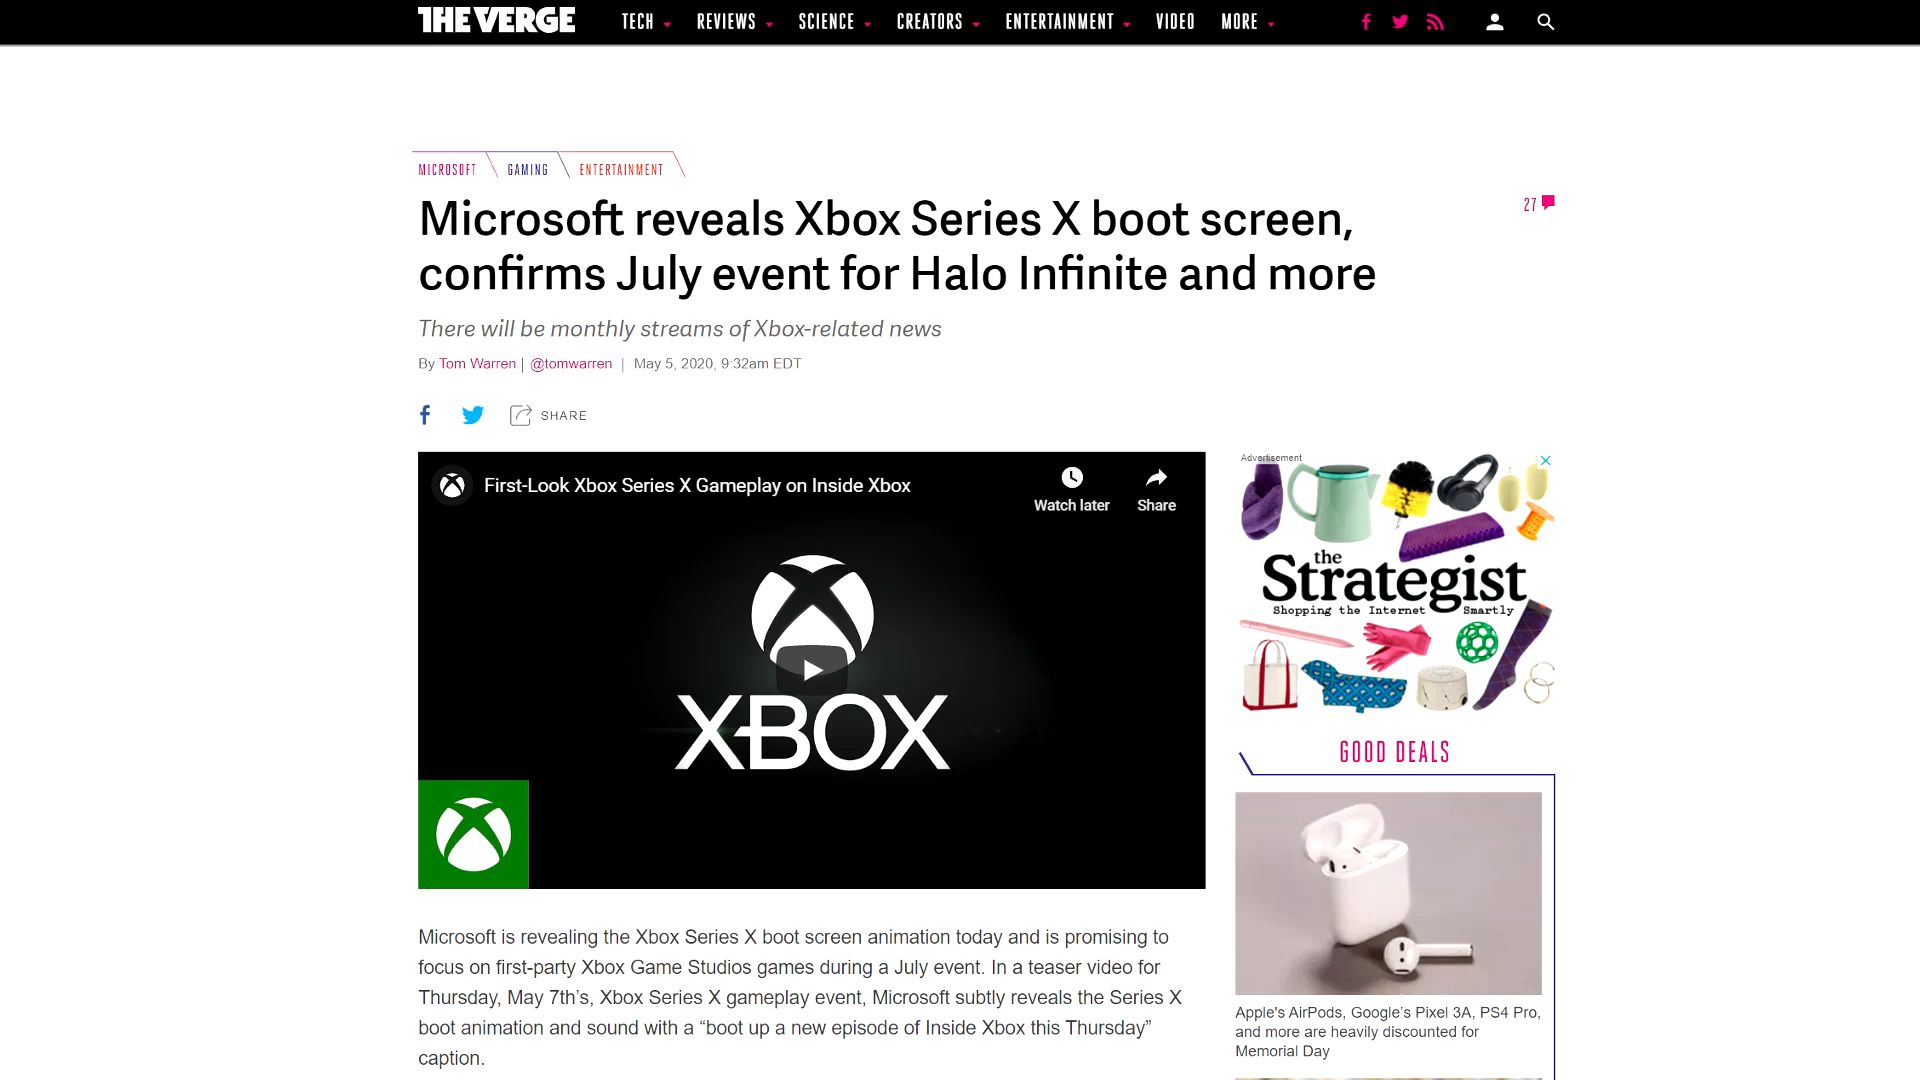 THE VERGE
TECH
REVIEWS
SCIENCE
CREATORS
ENTERTAINMENT
VIDEO
MORE
MICROSOFT
GAMING
ENTERTAINMENT
Microsoft reveals Xbox Series X boot screen,
confirms July event for Halo Infinite and more
27
There will be monthly streams of Xbox-related news
By Tom Warren | @tomwarren | May 5, 2020, 9:32am EDT
SHARE
First-Look Xbox Series X Gameplay on Inside Xbox
Watch later
Share
XBOX
Microsoft is revealing the Xbox Series X boot screen animation today and is promising to
focus on first-party Xbox Game Studios games during a July event. In a teaser video for
Thursday, May 7th’s, Xbox Series X gameplay event, Microsoft subtly reveals the Series X
boot animation and sound with a “boot up a new episode of Inside Xbox this Thursday”
caption.
Advertisement
the
Strategist
Shopping the Internet Smartly
GOOD DEALS
Apple's AirPods, Google’s Pixel 3A, PS4 Pro,
and more are heavily discounted for
Memorial Day